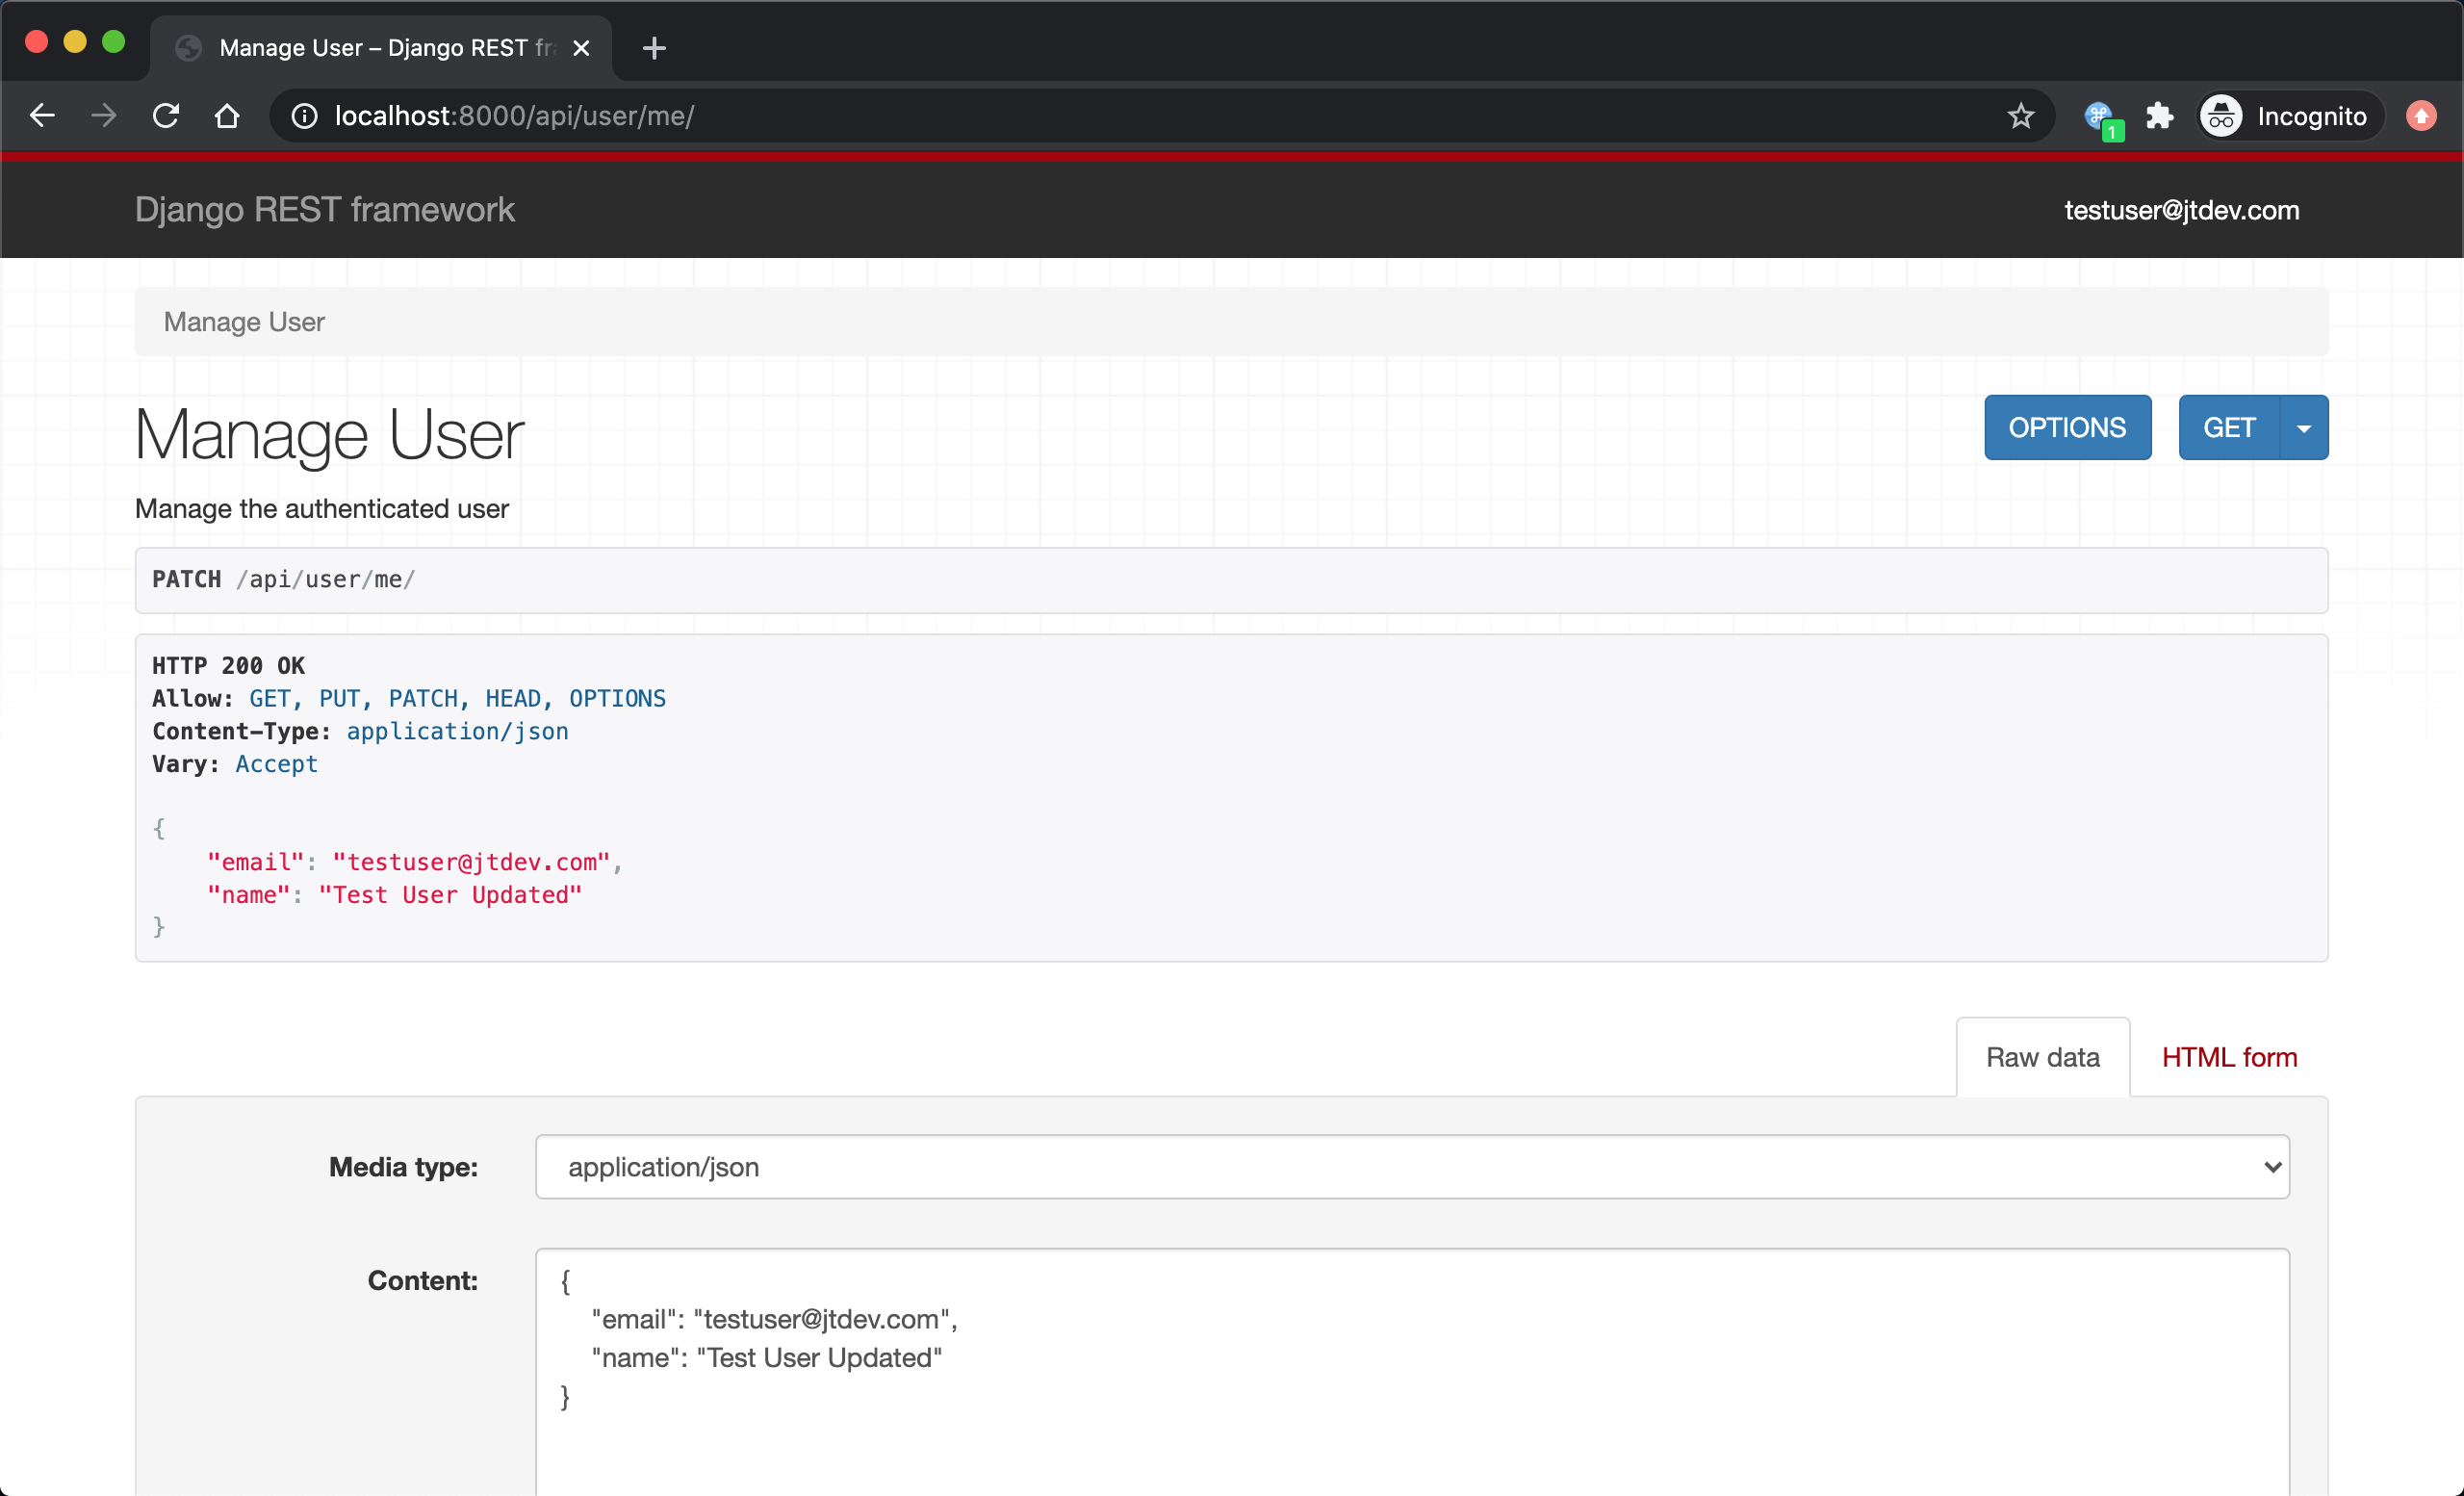 Manage User – Django REST fr
localhost:8000/api/user/me/
1
Incognito
Django REST framework
testuser@jtdev.com
Manage User
Manage User
OPTIONS
GET
Manage the authenticated user
PATCH /api/user/me/
HTTP 200 OK
Allow: GET, PUT, PATCH, HEAD, OPTIONS
Content-Type: application/json
Vary: Accept
{
"email": "testuser@jtdev.com",
"name": "Test User Updated"
}
Raw data
HTML form
Media type:
application/json
Content:
{
"email": "testuser@jtdev.com",
"name": "Test User Updated"
}